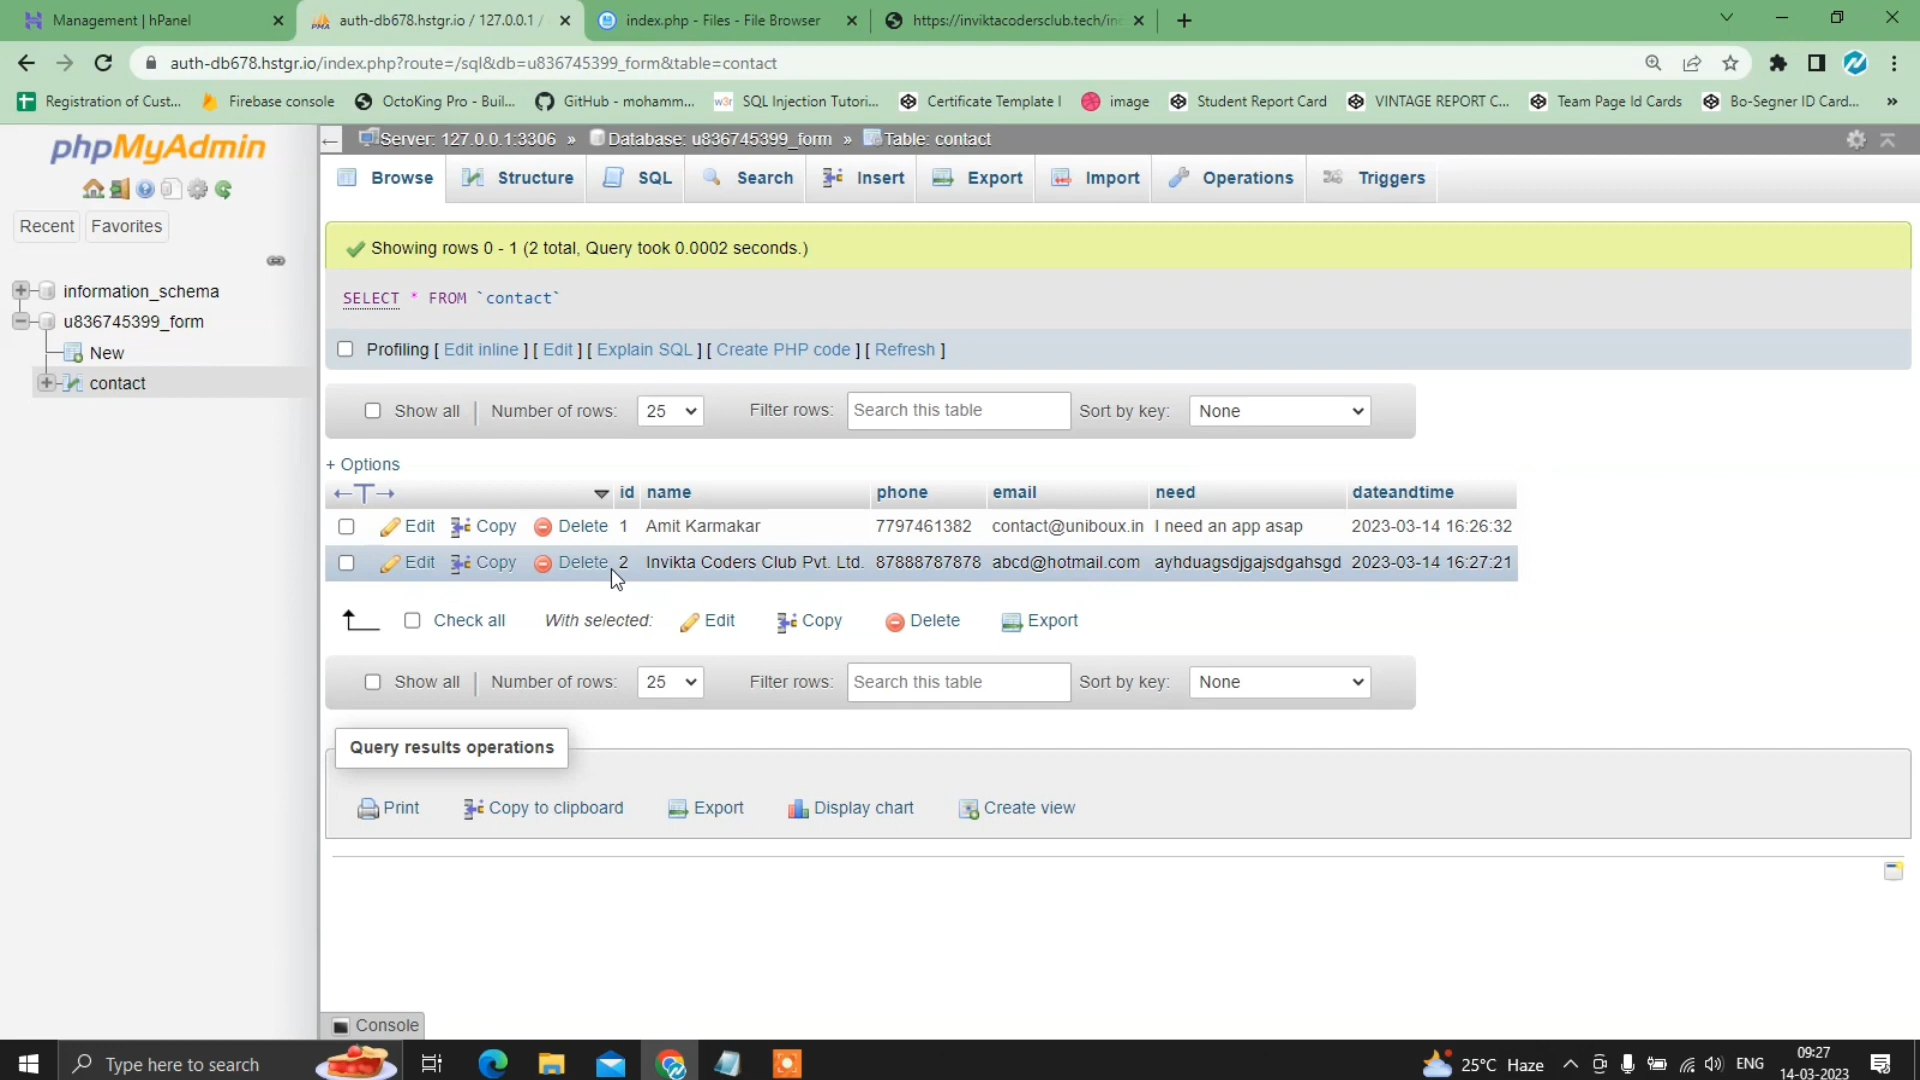 Management | hPanel
auth-db678.hstgr.io / 127.0.0.1 /
index.php - Files - File Browser
https://inviktacodersclub.tech/in
auth-db678.hstgr.io/index.php?route=/sql&db=u836745399_form&table=contact
Registration of Cust... Firebase console OctoKing Pro - Buil... GitHub - mohamm... SQL Injection Tutori... Certificate Template I image Student Report Card VINTAGE REPORT C... Team Page Id Cards Bo-Segner ID Card... »
phpMyAdmin
Recent Favorites
information_schema
u836745399_form
New
contact
Server: 127.0.0.1:3306 » Database: u836745399_form » Table: contact
Browse Structure SQL Search Insert Export Import Operations Triggers
Showing rows 0 - 1 (2 total, Query took 0.0002 seconds.)
SELECT * FROM `contact`
Profiling [ Edit inline ] [ Edit ] [ Explain SQL ] [ Create PHP code ] [ Refresh ]
Show all | Number of rows: 25 Filter rows: Search this table Sort by key: None
+ Options
←T→ id name phone email need dateandtime
Edit Copy Delete 1 Amit Karmakar 7797461382 contact@uniboux.in I need an app asap 2023-03-14 16:26:32
Edit Copy Delete 2 Invikta Coders Club Pvt. Ltd. 87888787878 abcd@hotmail.com ayhduagsdjgajsdgahsgd 2023-03-14 16:27:21
Check all With selected: Edit Copy Delete Export
Show all | Number of rows: 25 Filter rows: Search this table Sort by key: None
Query results operations
Print Copy to clipboard Export Display chart Create view
Console
Type here to search
25°C Haze
ENG
09:27
14-03-2023